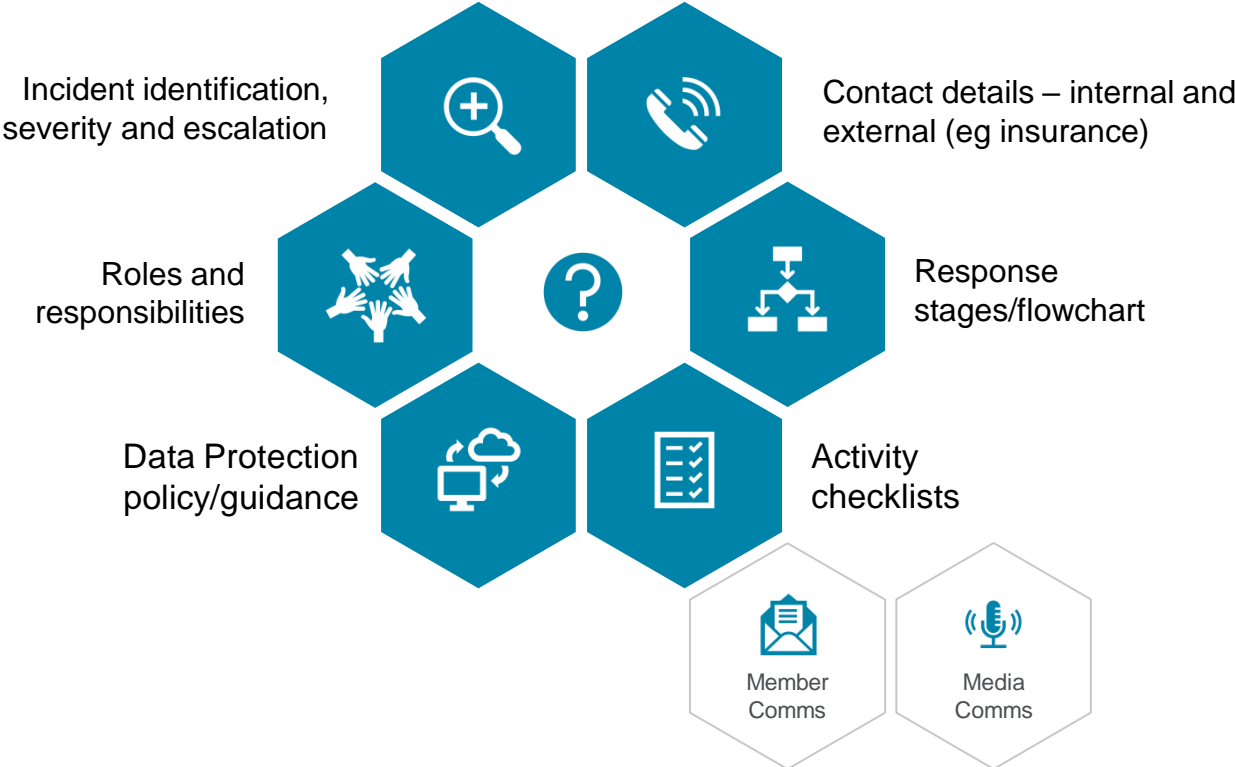 Incident identification,
severity and escalation
Contact details – internal and
external (eg insurance)
Roles and
responsibilities
Response
stages/flowchart
Data Protection
policy/guidance
Activity
checklists
Member
Comms
Media
Comms